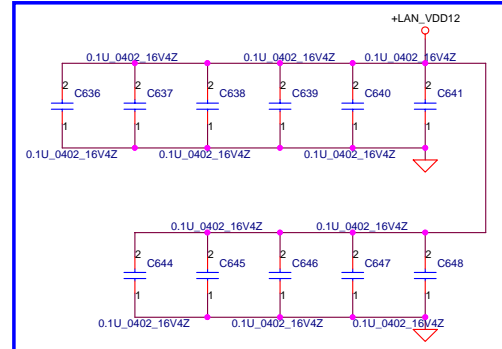 +LAN_VDD12
0.1U_0402_16V4Z 0.1U_0402_16V4Z 0.1U_0402_16V4Z
2 2 2 2 2 2
C636 C637 C638 C639 C640 C641
1 1 1 1 1 1
0.1U_0402_16V4Z 0.1U_0402_16V4Z 0.1U_0402_16V4Z
0.1U_0402_16V4Z 0.1U_0402_16V4Z
2 2 2 2 2
C644 C645 C646 C647 C648
1 1 1 1 1
0.1U_0402_16V4Z 0.1U_0402_16V4Z 0.1U_0402_16V4Z